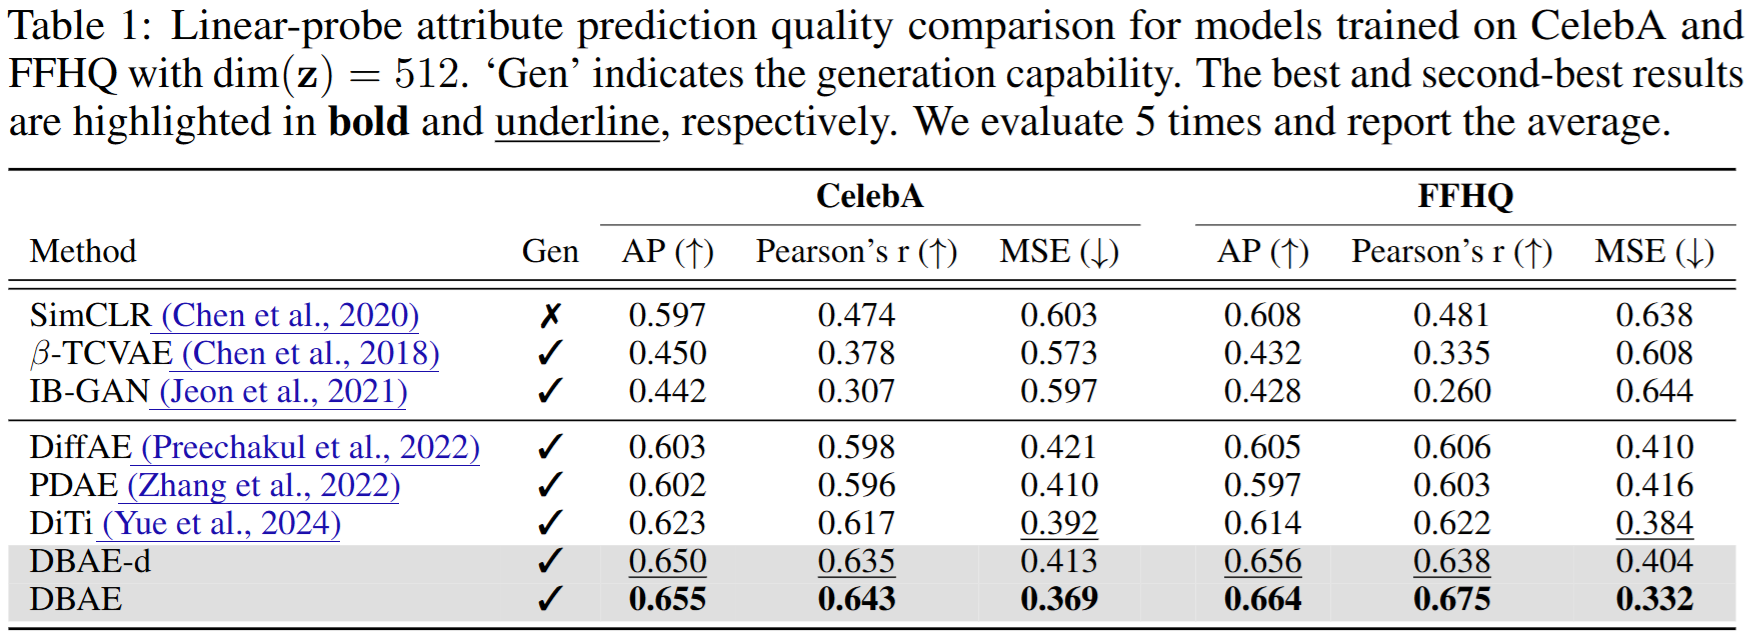 Table 1: Linear-probe attribute prediction quality comparison for models trained on CelebA and
FFHQ with dim(z) = 512. ‘Gen’ indicates the generation capability. The best and second-best results
are highlighted in bold and underline, respectively. We evaluate 5 times and report the average.
CelebA FFHQ
Method Gen AP (↑) Pearson’s r (↑) MSE (↓) AP (↑) Pearson’s r (↑) MSE (↓)
SimCLR (Chen et al., 2020) ✗ 0.597 0.474 0.603 0.608 0.481 0.638
β-TCVAE (Chen et al., 2018) ✓ 0.450 0.378 0.573 0.432 0.335 0.608
IB-GAN (Jeon et al., 2021) ✓ 0.442 0.307 0.597 0.428 0.260 0.644
DiffAE (Preechakul et al., 2022) ✓ 0.603 0.598 0.421 0.605 0.606 0.410
PDAE (Zhang et al., 2022) ✓ 0.602 0.596 0.410 0.597 0.603 0.416
DiTi (Yue et al., 2024) ✓ 0.623 0.617 0.392 0.614 0.622 0.384
DBAE-d ✓ 0.650 0.635 0.413 0.656 0.638 0.404
DBAE ✓ 0.655 0.643 0.369 0.664 0.675 0.332